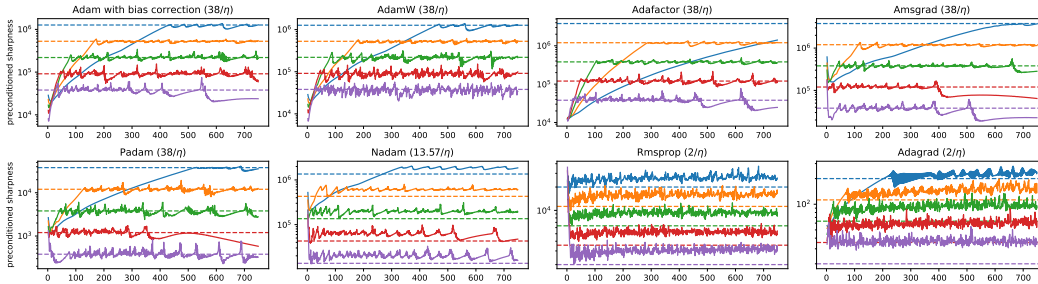 Adam with bias correction (38/η)
AdamW (38/η)
Adafactor (38/η)
Amsgrad (38/η)
preconditioned sharpness
10⁶
10⁵
10⁴
0 100 200 300 400 500 600 700
10⁶
10⁵
10⁴
0 100 200 300 400 500 600 700
10⁶
10⁵
10⁴
0 100 200 300 400 500 600 700
10⁶
10⁵
0 100 200 300 400 500 600 700
Padam (38/η)
Nadam (13.57/η)
Rmsprop (2/η)
Adagrad (2/η)
preconditioned sharpness
10⁴
10³
0 100 200 300 400 500 600 700
10⁶
10⁵
0 100 200 300 400 500 600 700
10⁴
0 100 200 300 400 500 600 700
10²
0 100 200 300 400 500 600 700